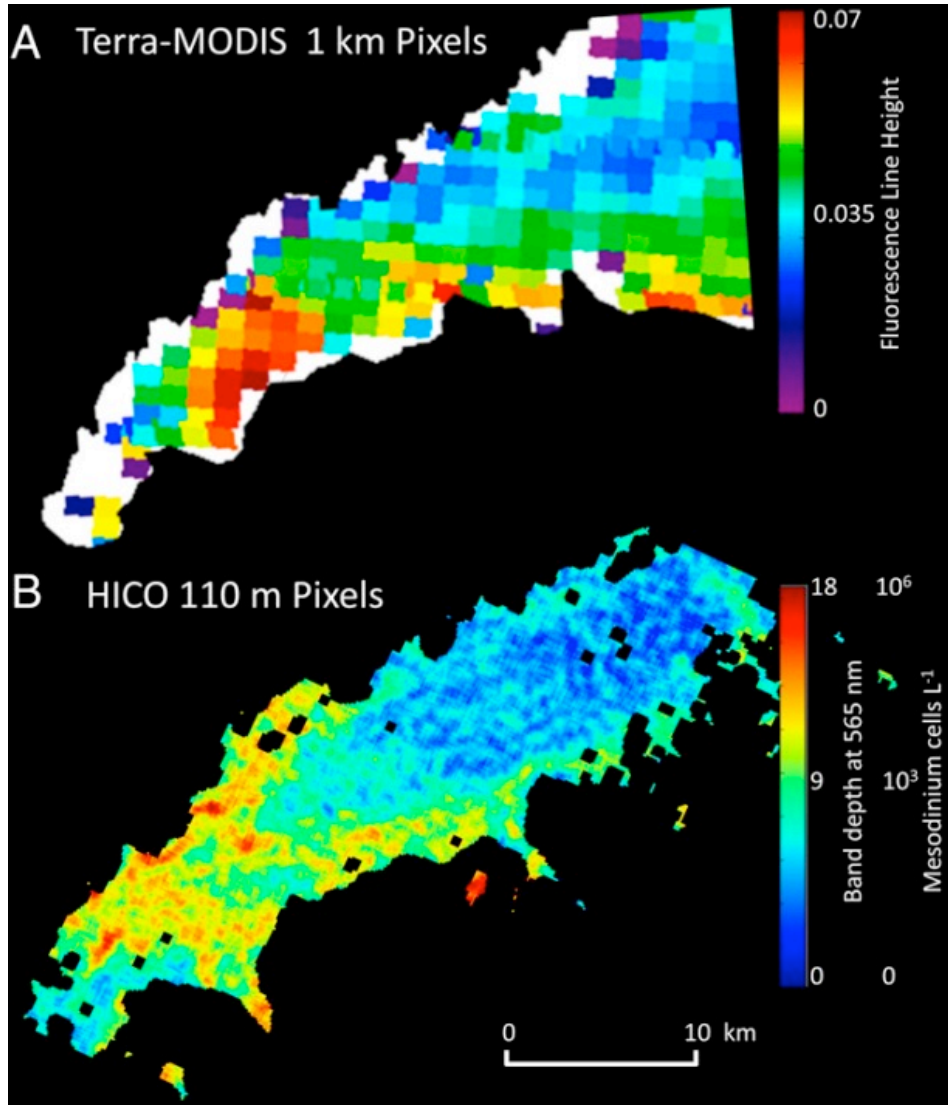 A Terra-MODIS 1 km Pixels
0.07
0.035
0
Fluorescence Line Height
B HICO 110 m Pixels
18
9
0
Band depth at 565 nm
10⁶
10³
0
Mesodinium cells L⁻¹
0 10 km